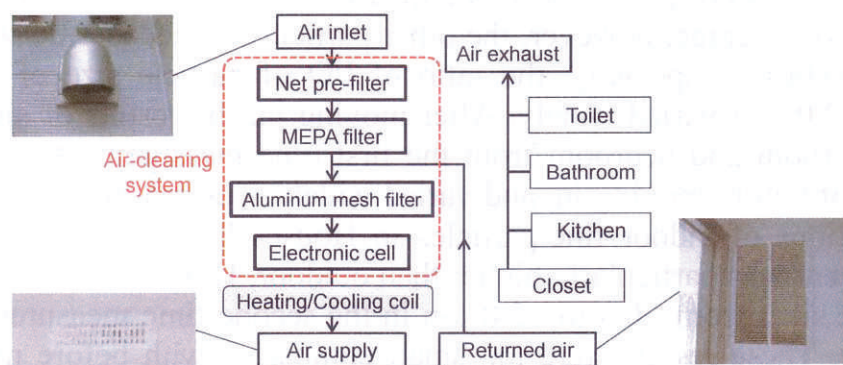 Air inlet
Net pre-filter
MEPA filter
Aluminum mesh filter
Electronic cell
Air-cleaning
system
Heating/Cooling coil
Air supply
Returned air
Air exhaust
Toilet
Bathroom
Kitchen
Closet